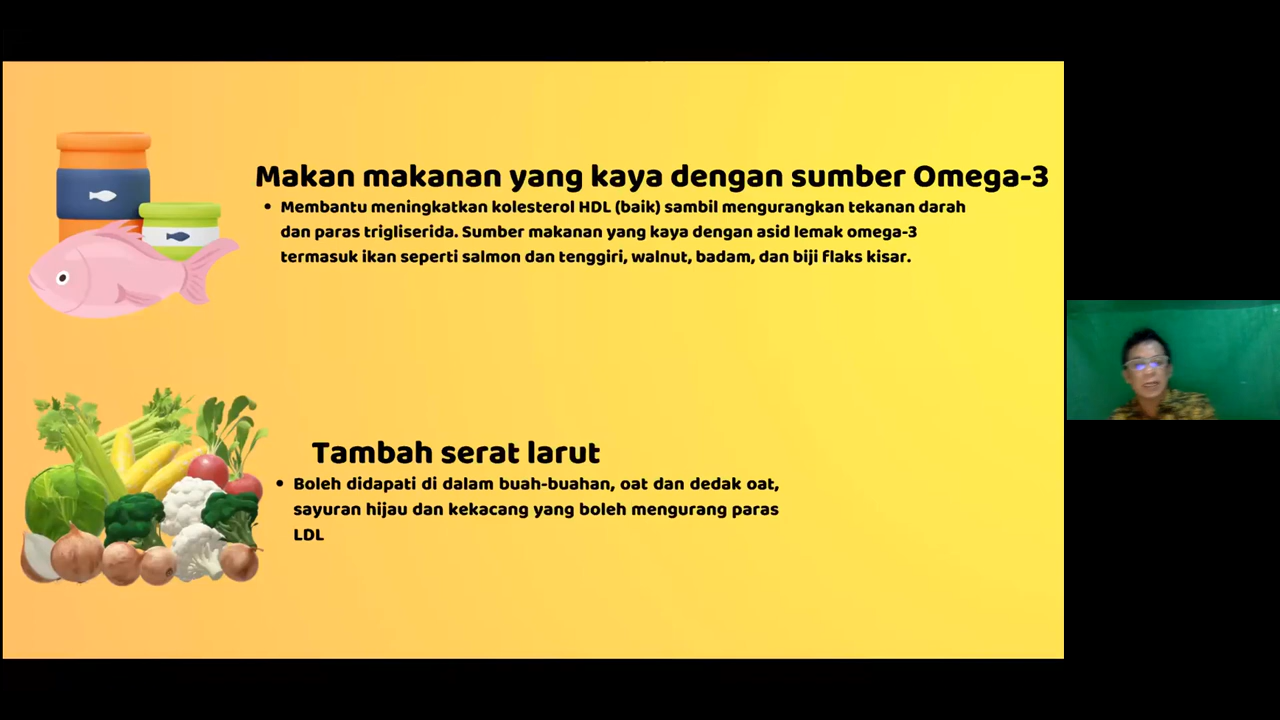 Makan makanan yang kaya dengan sumber Omega-3
• Membantu meningkatkan kolesterol HDL (baik) sambil mengurangkan tekanan darah
dan paras trigliserida. Sumber makanan yang kaya dengan asid lemak omega-3
termasuk ikan seperti salmon dan tenggiri, walnut, badam, dan biji flaks kisar.
Tambah serat larut
• Boleh didapati di dalam buah-buahan, oat dan dedak oat,
sayuran hijau dan kekacang yang boleh mengurang paras
LDL